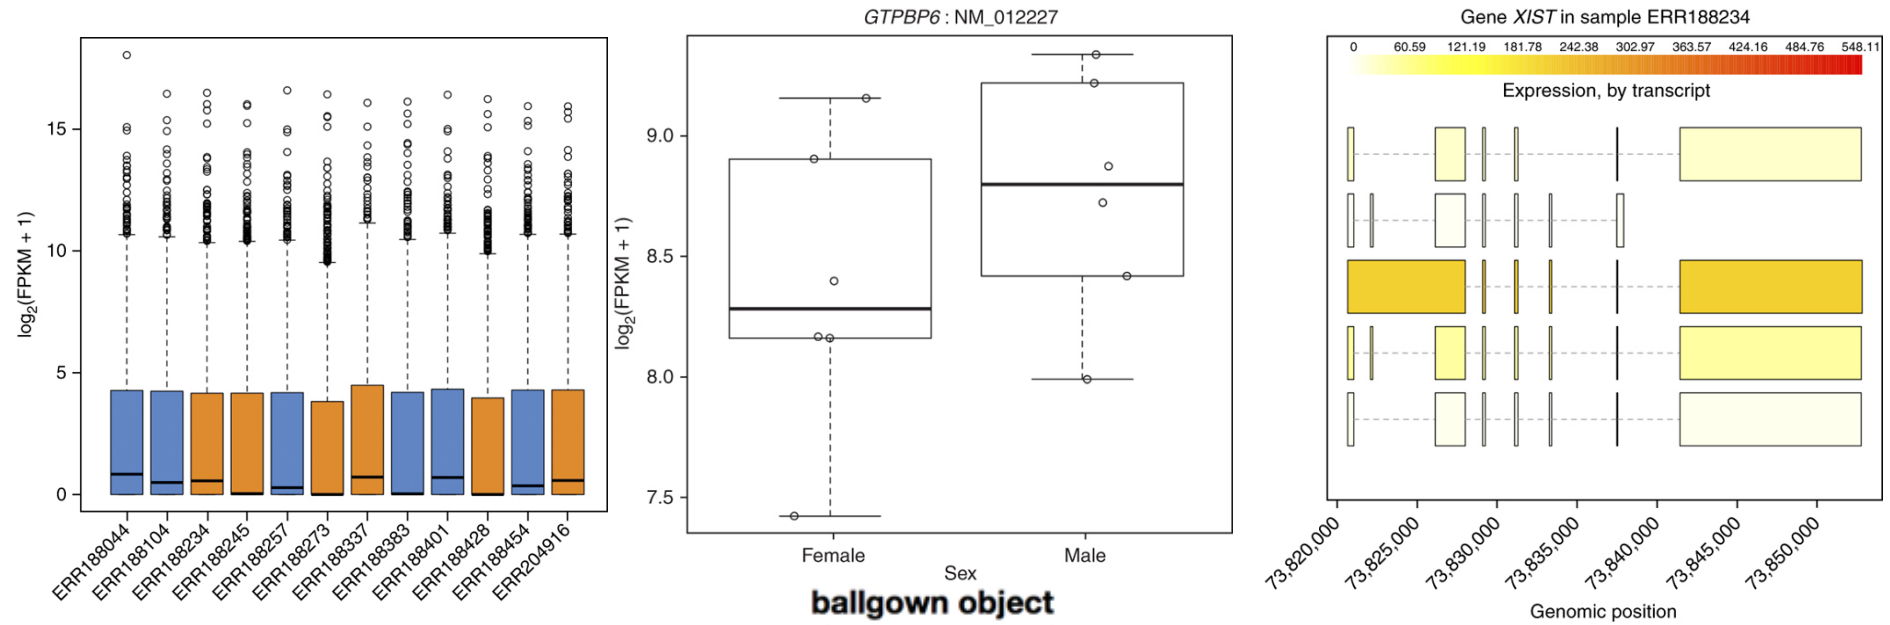 15
10
5
0
log2(FPKM + 1)
ERR188044
ERR188104
ERR188234
ERR188245
ERR188257
ERR188273
ERR188337
ERR188383
ERR188401
ERR188428
ERR188454
ERR204916
GTPBP6 : NM_012227
9.0
8.5
8.0
7.5
log2(FPKM + 1)
Female Male
Sex
ballgown object
Gene XIST in sample ERR188234
0 60.59 121.19 181.78 242.38 302.97 363.57 424.16 484.76 548.11
Expression, by transcript
73,820,000
73,825,000
73,830,000
73,835,000
73,840,000
73,845,000
73,850,000
Genomic position